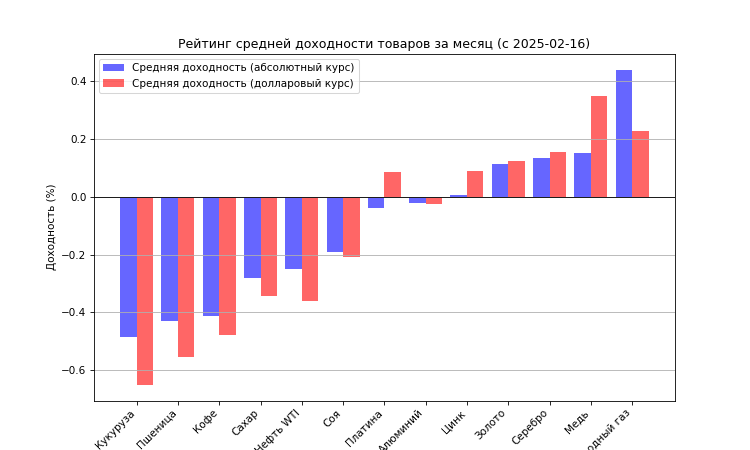 Рейтинг средней доходности товаров за месяц (с 2025-02-16)
Средняя доходность (абсолютный курс)
Средняя доходность (долларовый курс)
Доходность (%)
0.4
0.2
0.0
−0.2
−0.4
−0.6
Кукуруза
Пшеница
Кофе
Сахар
Нефть WTI
Соя
Платина
Алюминий
Цинк
Золото
Серебро
Медь
газ